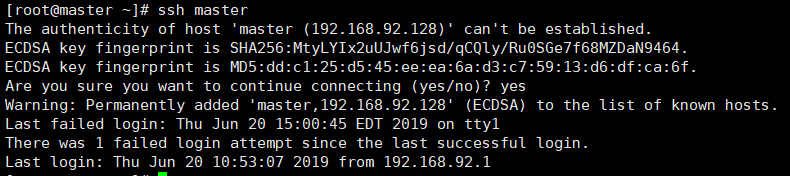 [root@master ~]# ssh master
The authenticity of host 'master (192.168.92.128)' can't be established.
ECDSA key fingerprint is SHA256:MtyLYIx2uUJwf6jsd/qCQly/Ru0SGe7f68MZDaN9464.
ECDSA key fingerprint is MD5:dd:c1:25:d5:45:ee:ea:6a:d3:c7:59:13:d6:df:ca:6f.
Are you sure you want to continue connecting (yes/no)? yes
Warning: Permanently added 'master,192.168.92.128' (ECDSA) to the list of known hosts.
Last failed login: Thu Jun 20 15:00:45 EDT 2019 on tty1
There was 1 failed login attempt since the last successful login.
Last login: Thu Jun 20 10:53:07 2019 from 192.168.92.1